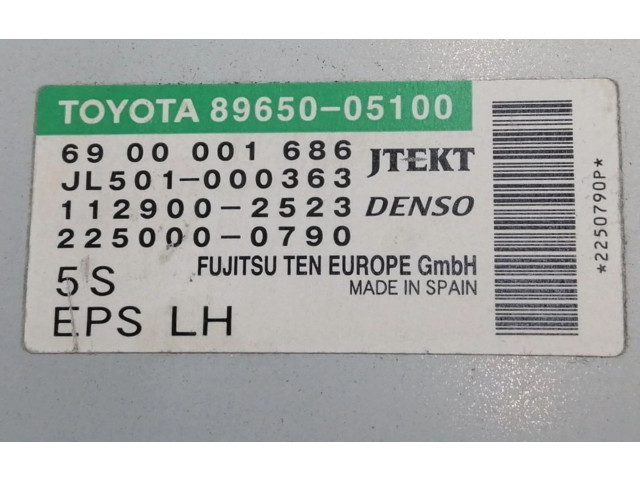 TOYOTA 89650-05100
69 00 001 686 JTEKT
JL501-000363
112900-2523 DENSO
225000-0790
5S FUJITSU TEN EUROPE GmbH
MADE IN SPAIN
EPS LH
*2250790P*